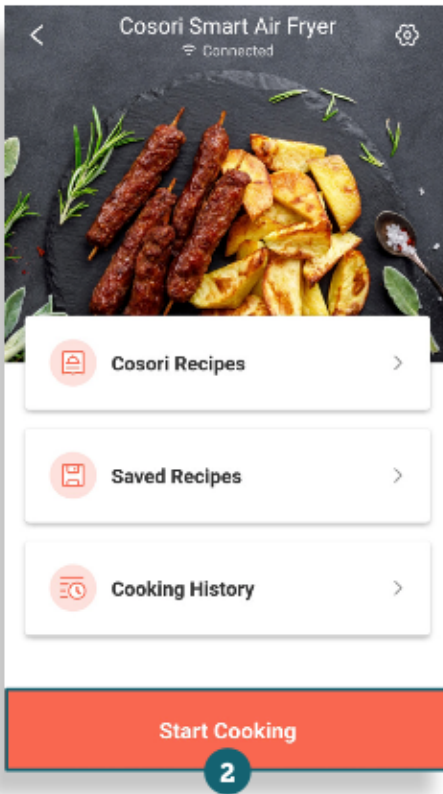 Cosori Smart Air Fryer
Connected
Cosori Recipes
Saved Recipes
Cooking History
Start Cooking
2